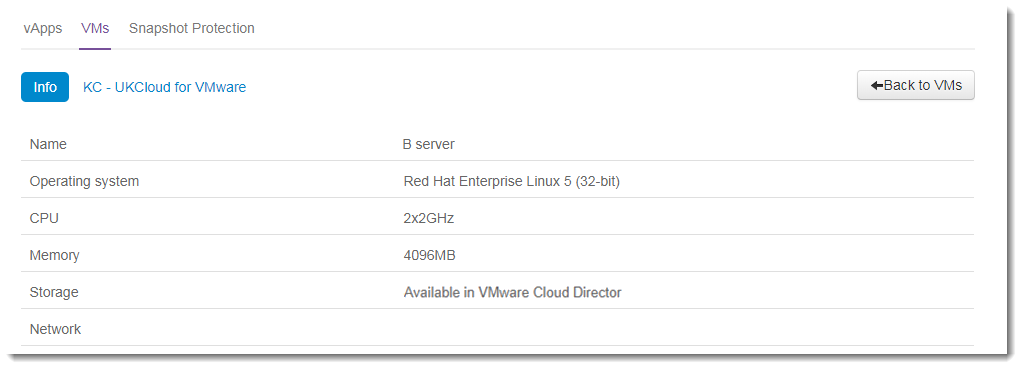 vApps VMs Snapshot Protection
Info KC - UKCloud for VMware Back to VMs
Name B server
Operating system Red Hat Enterprise Linux 5 (32-bit)
CPU 2x2GHz
Memory 4096MB
Storage Available in VMware Cloud Director
Network